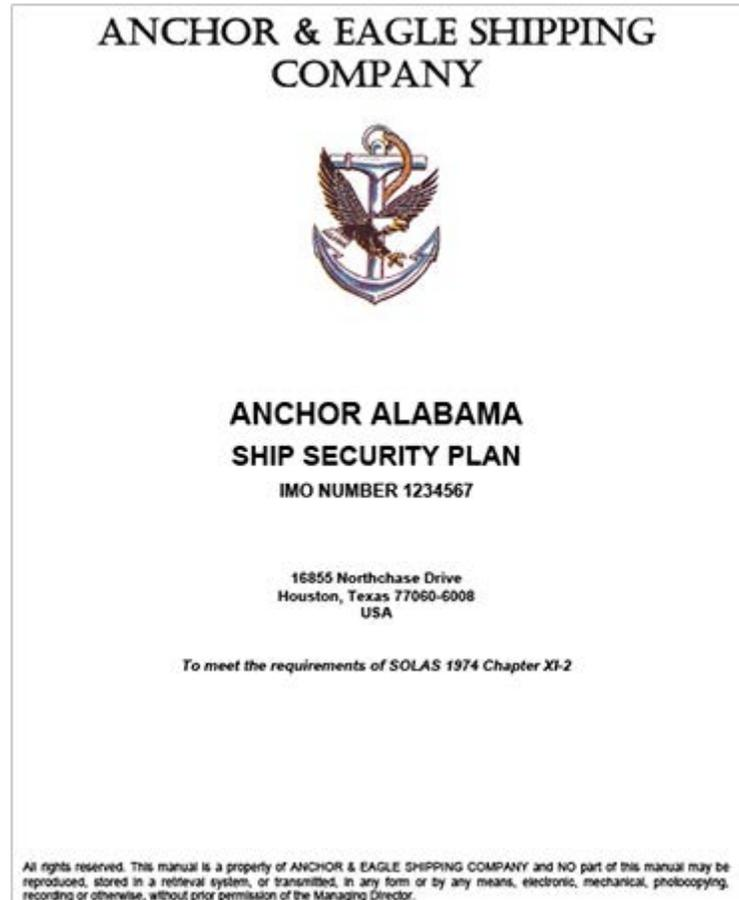 ANCHOR & EAGLE SHIPPING
COMPANY
ANCHOR ALABAMA
SHIP SECURITY PLAN
IMO NUMBER 1234567
16855 Northchase Drive
Houston, Texas 77060-6008
USA
To meet the requirements of SOLAS 1974 Chapter XI-2
All rights reserved. This manual is a property of ANCHOR & EAGLE SHIPPING COMPANY and NO part of this manual may be
reproduced, stored in a retrieval system, or transmitted, in any form or by any means, electronic, mechanical, photocopying,
recording or otherwise, without prior permission of the Managing Director.